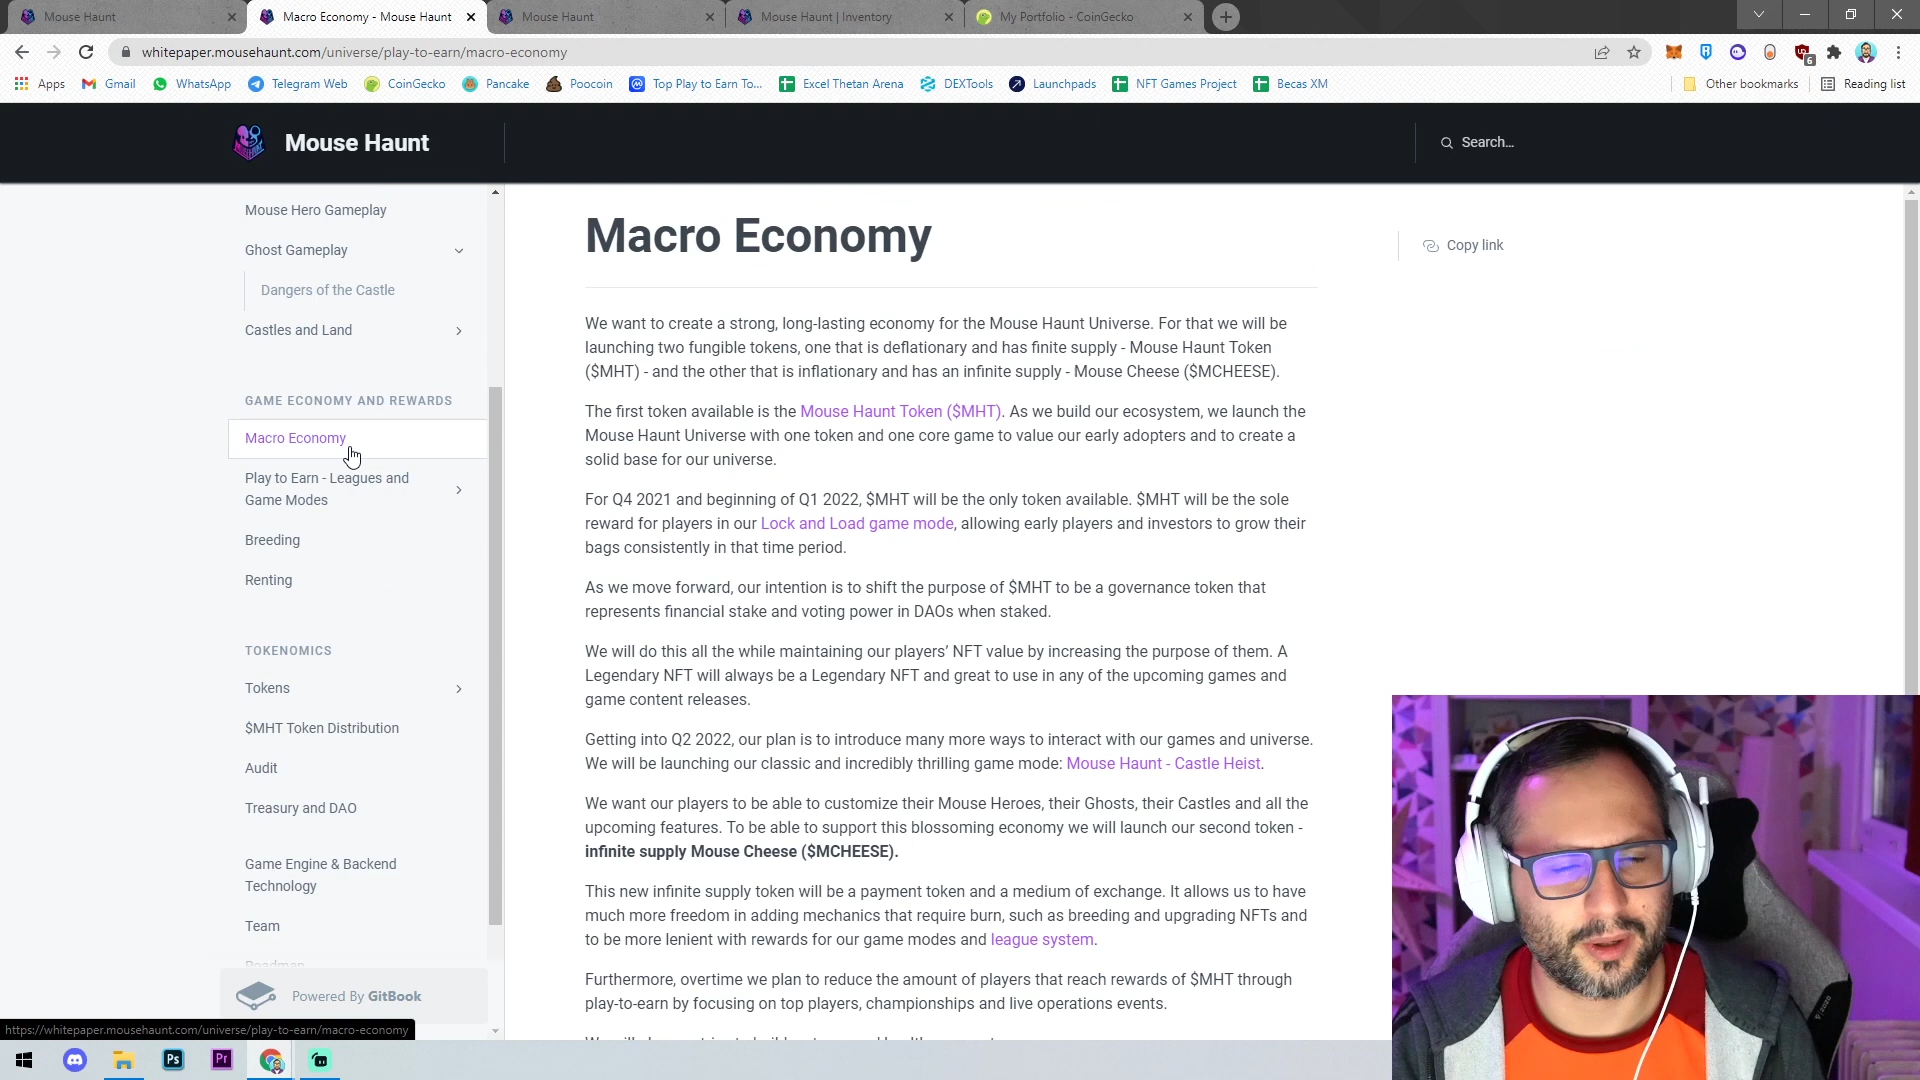 Mouse Haunt
Macro Economy - Mouse Haunt
Mouse Haunt
Mouse Haunt | Inventory
My Portfolio - CoinGecko
whitepaper.mousehaunt.com/universe/play-to-earn/macro-economy
6
Apps
Gmail
WhatsApp
Telegram Web
CoinGecko
Pancake
Poocoin
Top Play to Earn To...
Excel Thetan Arena
DEXTools
Launchpads
NFT Games Project
Becas XM
Other bookmarks
Reading list
Mouse Haunt
Search...
Mouse Hero Gameplay
Ghost Gameplay
Dangers of the Castle
Castles and Land
GAME ECONOMY AND REWARDS
Macro Economy
Play to Earn - Leagues and
Game Modes
Breeding
Renting
TOKENOMICS
Tokens
$MHT Token Distribution
Audit
Treasury and DAO
Game Engine & Backend
Technology
Team
Roadmap
Powered By GitBook
https://whitepaper.mousehaunt.com/universe/play-to-earn/macro-economy
Macro Economy
Copy link
We want to create a strong, long-lasting economy for the Mouse Haunt Universe. For that we will be
launching two fungible tokens, one that is deflationary and has finite supply - Mouse Haunt Token
($MHT) - and the other that is inflationary and has an infinite supply - Mouse Cheese ($MCHEESE).
The first token available is the Mouse Haunt Token ($MHT). As we build our ecosystem, we launch the
Mouse Haunt Universe with one token and one core game to value our early adopters and to create a
solid base for our universe.
For Q4 2021 and beginning of Q1 2022, $MHT will be the only token available. $MHT will be the sole
reward for players in our Lock and Load game mode, allowing early players and investors to grow their
bags consistently in that time period.
As we move forward, our intention is to shift the purpose of $MHT to be a governance token that
represents financial stake and voting power in DAOs when staked.
We will do this all the while maintaining our players’ NFT value by increasing the purpose of them. A
Legendary NFT will always be a Legendary NFT and great to use in any of the upcoming games and
game content releases.
Getting into Q2 2022, our plan is to introduce many more ways to interact with our games and universe.
We will be launching our classic and incredibly thrilling game mode: Mouse Haunt - Castle Heist.
We want our players to be able to customize their Mouse Heroes, their Ghosts, their Castles and all the
upcoming features. To be able to support this blossoming economy we will launch our second token -
infinite supply Mouse Cheese ($MCHEESE).
This new infinite supply token will be a payment token and a medium of exchange. It allows us to have
much more freedom in adding mechanics that require burn, such as breeding and upgrading NFTs and
to be more lenient with rewards for our game modes and league system.
Furthermore, overtime we plan to reduce the amount of players that reach rewards of $MHT through
play-to-earn by focusing on top players, championships and live operations events.
Ps
Pr